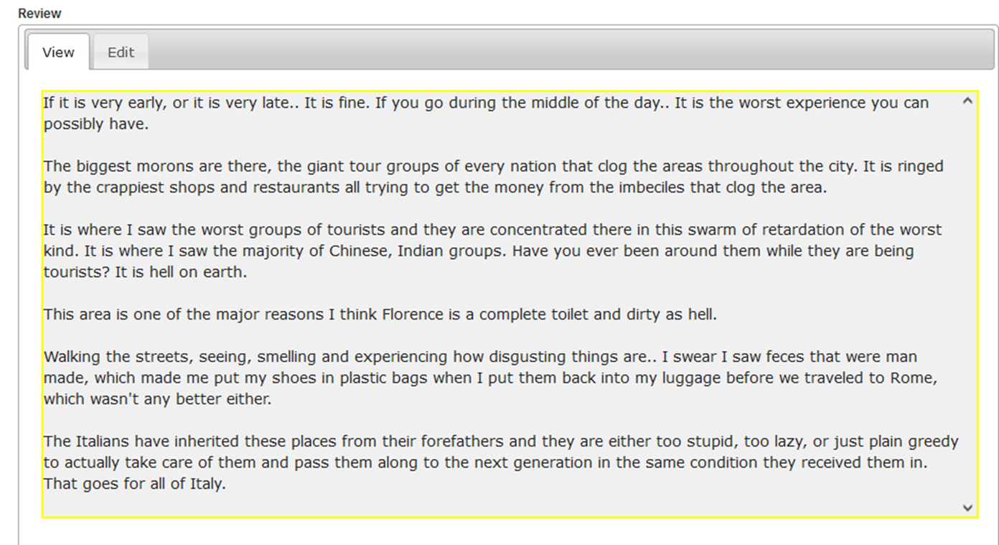 Review
View Edit
If it is very early, or it is very late.. It is fine. If you go during the middle of the day.. It is the worst experience you can
possibly have.
The biggest morons are there, the giant tour groups of every nation that clog the areas throughout the city. It is ringed
by the crappiest shops and restaurants all trying to get the money from the imbeciles that clog the area.
It is where I saw the worst groups of tourists and they are concentrated there in this swarm of retardation of the worst
kind. It is where I saw the majority of Chinese, Indian groups. Have you ever been around them while they are being
tourists? It is hell on earth.
This area is one of the major reasons I think Florence is a complete toilet and dirty as hell.
Walking the streets, seeing, smelling and experiencing how disgusting things are.. I swear I saw feces that were man
made, which made me put my shoes in plastic bags when I put them back into my luggage before we traveled to Rome,
which wasn't any better either.
The Italians have inherited these places from their forefathers and they are either too stupid, too lazy, or just plain greedy
to actually take care of them and pass them along to the next generation in the same condition they received them in.
That goes for all of Italy.